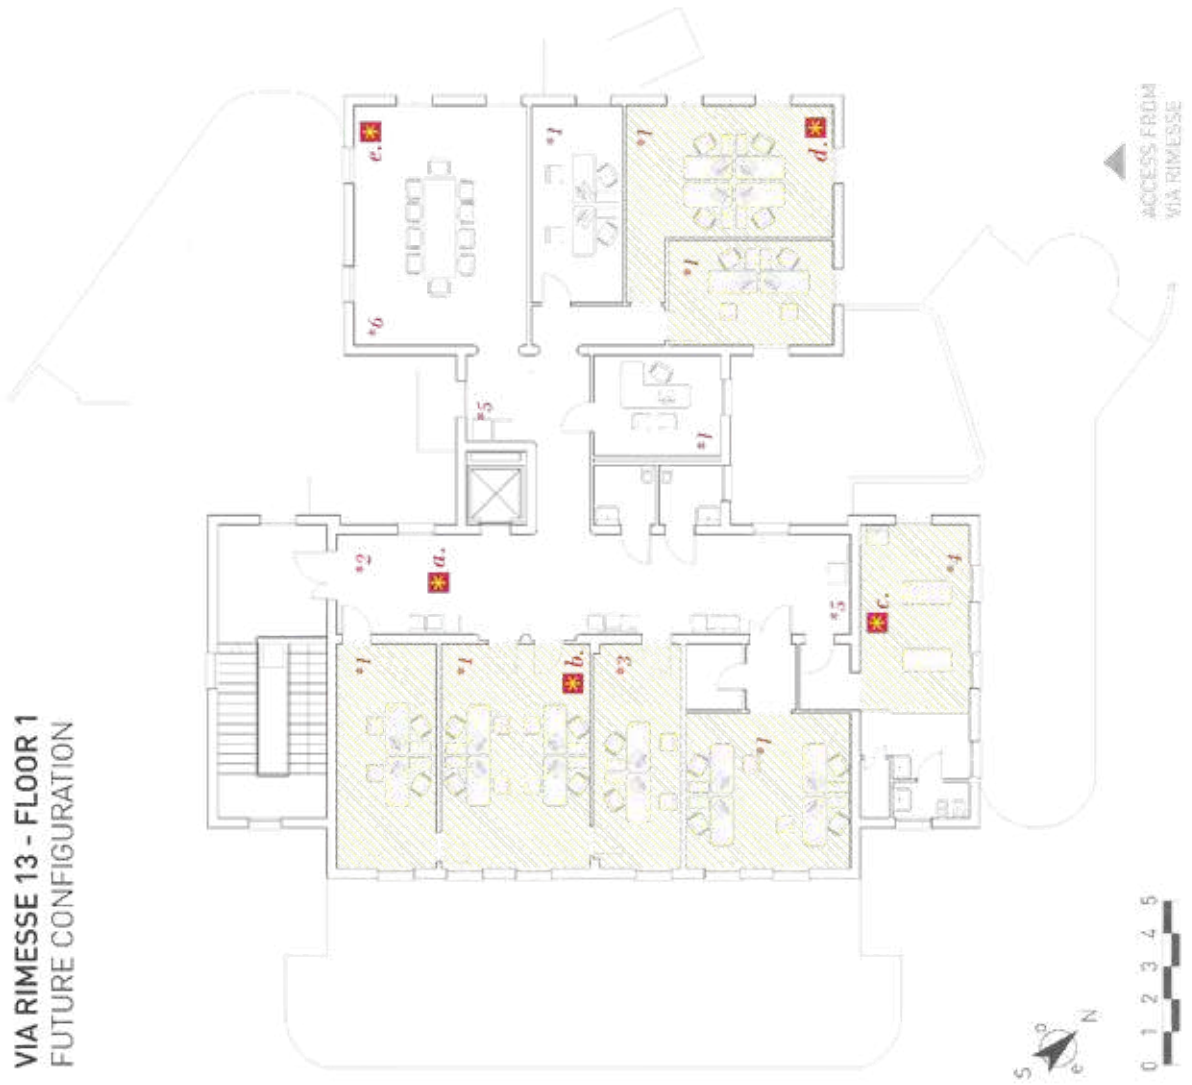 VIA RIMESSE 13 - FLOOR 1
FUTURE CONFIGURATION
e.
*6
*1
*1
d.
*1
*5
*1
*2
a.
*1
*1
b.
*3
*1
*5
c.
*4
ACCESS FROM
VIA RIMESSE
S
o
e
N
0 1 2 3 4 5